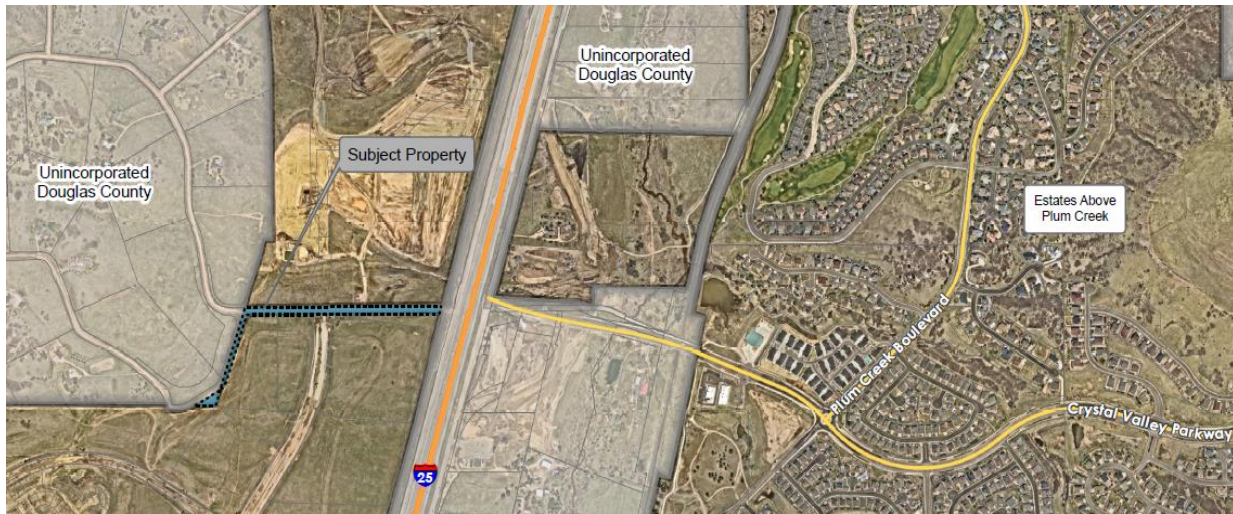 Unincorporated
Douglas County
Subject Property
Unincorporated
Douglas County
Estates Above
Plum Creek
Plum Creek Boulevard
Crystal Valley Parkway
25